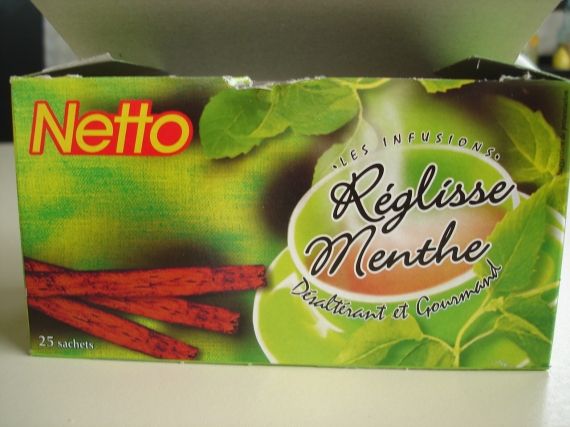 Netto
LES INFUSIONS
Réglisse
Menthe
Désaltérant et Gourmand
25 sachets